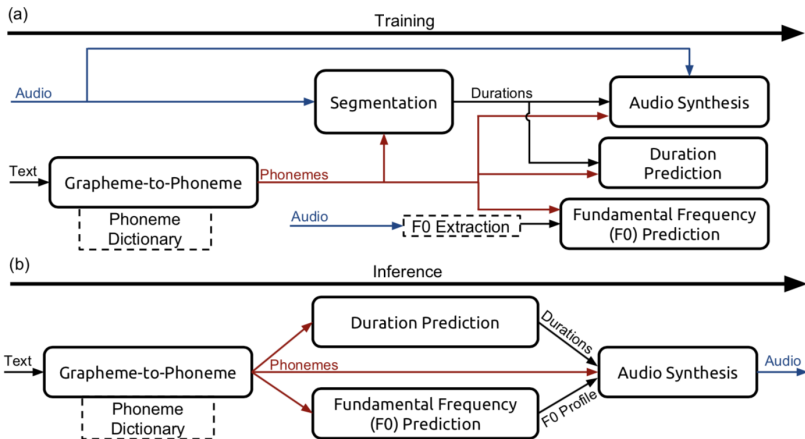 (a)
Training
Audio
Segmentation
Durations
Audio Synthesis
Text
Grapheme-to-Phoneme
Phonemes
Duration
Prediction
Phoneme
Dictionary
Audio
F0 Extraction
Fundamental Frequency
(F0) Prediction
(b)
Inference
Duration Prediction
Durations
Text
Grapheme-to-Phoneme
Phonemes
Audio Synthesis
Audio
Phoneme
Dictionary
Fundamental Frequency
(F0) Prediction
F0 Profile